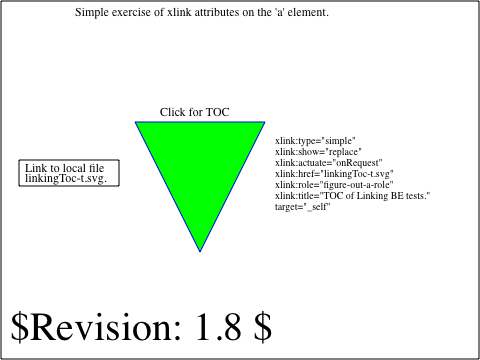 Simple exercise of xlink attributes on the 'a' element.
Click for TOC
Link to local file
linkingToc-t.svg.
xlink:type="simple"
xlink:show="replace"
xlink:actuate="onRequest"
xlink:href="linkingToc-t.svg"
xlink:role="figure-out-a-role"
xlink:title="TOC of Linking BE tests."
target="_self"
$Revision: 1.8 $